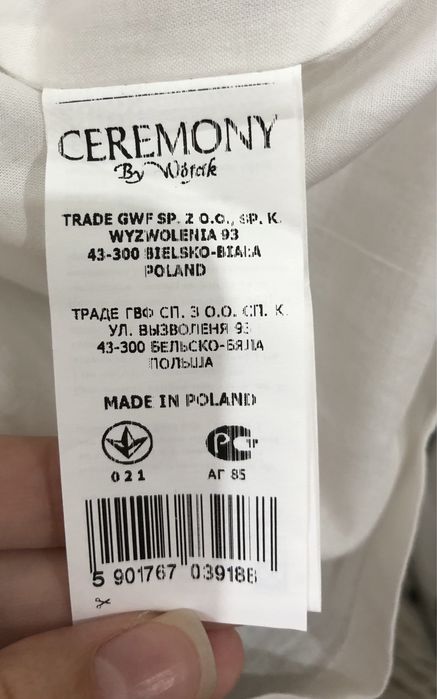 CEREMONY
By Wójcik
TRADE GWF SP. Z O.O., SP. K.
WYZWOLENIA 93
43-300 BIELSKO-BIAŁA
POLAND
ТРАДЕ ГВФ СП. З О.О. СП. К.
УЛ. ВЫЗВОЛЕНЯ 93
43-300 БЕЛЬСКО-БЯЛА
ПОЛЬША
MADE IN POLAND
021
АГ 85
5 901767 039188